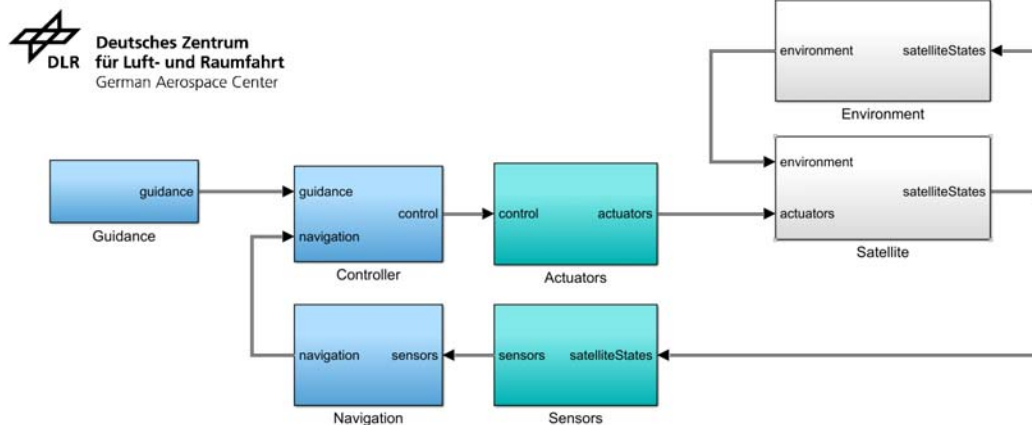 Deutsches Zentrum
DLR für Luft- und Raumfahrt
German Aerospace Center
environment satelliteStates
Environment
environment
satelliteStates
actuators
Satellite
guidance
Guidance
guidance
control
navigation
Controller
control actuators
Actuators
navigation sensors
Navigation
sensors satelliteStates
Sensors